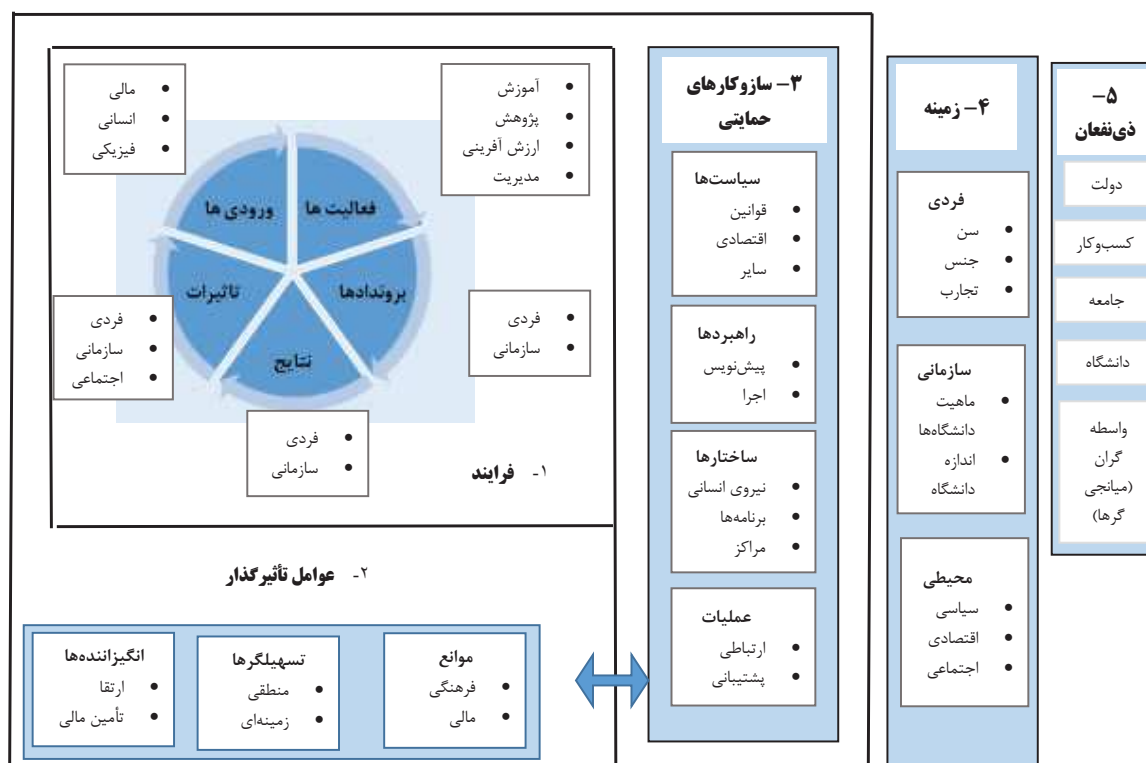 مالی
انسانی
فیزیکی
آموزش
پژوهش
ارزش آفرینی
مدیریت
ورودی ها
فعالیت ها
تاثیرات
بروندادها
نتایج
فردی
سازمانی
اجتماعی
فردی
سازمانی
فردی
سازمانی
۱- فرایند
۲- عوامل تأثیرگذار
موانع
فرهنگی
مالی
تسهیلگرها
منطقی
زمینه‌ای
انگیزاننده‌ها
ارتقا
تأمین مالی
۳- سازوکارهای
حمایتی
سیاست‌ها
قوانین
اقتصادی
سایر
راهبردها
پیش‌نویس
اجرا
ساختارها
نیروی انسانی
برنامه‌ها
مراکز
عملیات
ارتباطی
پشتیبانی
۴- زمینه
فردی
سن
جنس
تجارب
سازمانی
ماهیت
دانشگاه‌ها
اندازه
دانشگاه
محیطی
سیاسی
اقتصادی
اجتماعی
۵-
ذی‌نفعان
دولت
کسب‌وکار
جامعه
دانشگاه
واسطه
گران
(میانجی
گرها)